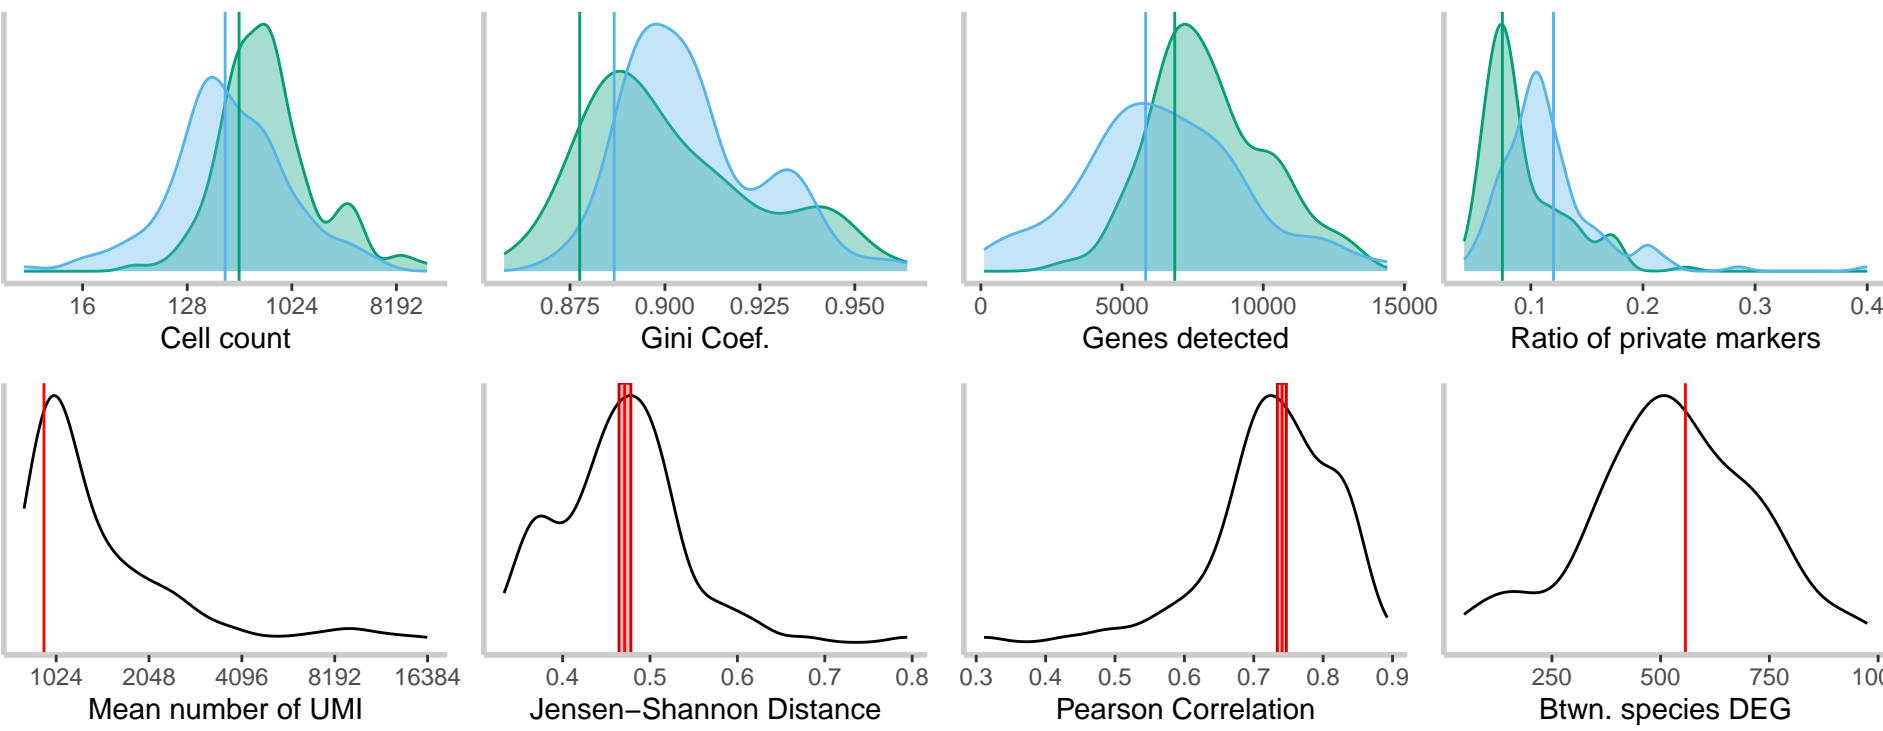 16 128 1024 8192
Cell count
0.875 0.900 0.925 0.950
Gini Coef.
0 5000 10000 15000
Genes detected
0.1 0.2 0.3 0.4
Ratio of private markers
1024 2048 4096 8192 16384
Mean number of UMI
0.4 0.5 0.6 0.7 0.8
Jensen−Shannon Distance
0.3 0.4 0.5 0.6 0.7 0.8 0.9
Pearson Correlation
250 500 750 100
Btwn. species DEG